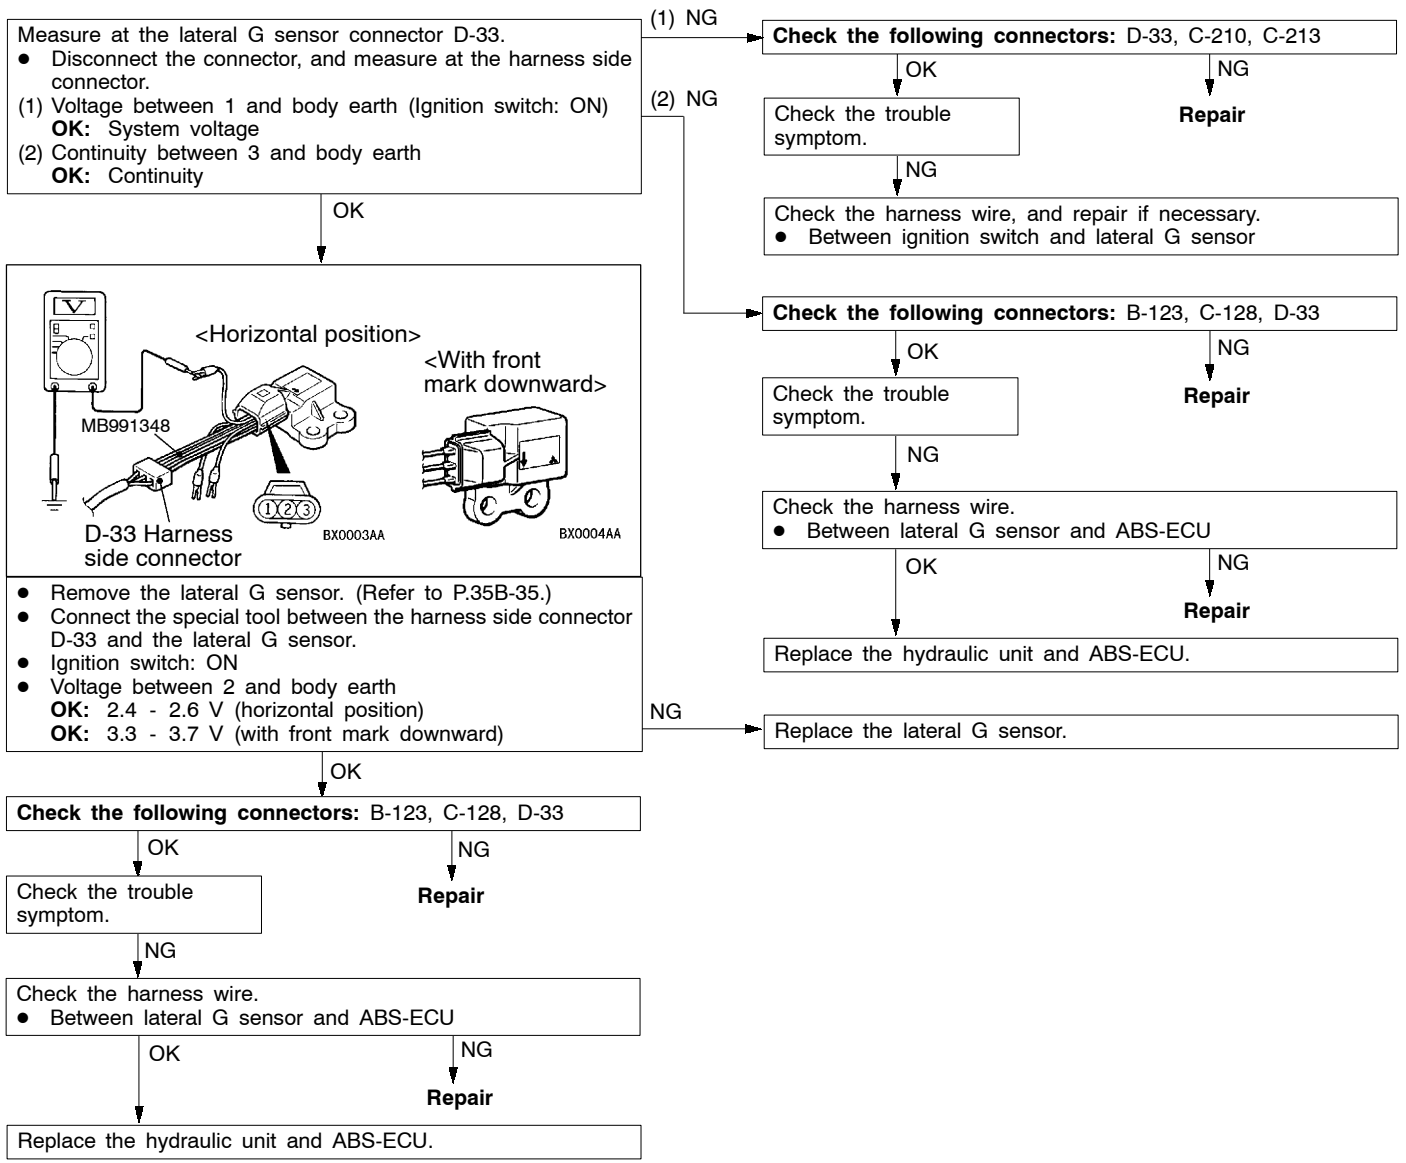 Measure at the lateral G sensor connector D-33.
● Disconnect the connector, and measure at the harness side
connector.
(1) Voltage between 1 and body earth (Ignition switch: ON)
OK: System voltage
(2) Continuity between 3 and body earth
OK: Continuity
(1) NG
(2) NG
OK
Check the following connectors: D-33, C-210, C-213
OK
NG
Check the trouble
symptom.
Repair
NG
Check the harness wire, and repair if necessary.
● Between ignition switch and lateral G sensor
Check the following connectors: B-123, C-128, D-33
OK
NG
Check the trouble
symptom.
Repair
NG
Check the harness wire.
● Between lateral G sensor and ABS-ECU
OK
NG
Repair
Replace the hydraulic unit and ABS-ECU.
V
<Horizontal position>
<With front
mark downward>
MB991348
1 2 3
D-33 Harness
side connector
BX0003AA
BX0004AA
● Remove the lateral G sensor. (Refer to P.35B-35.)
● Connect the special tool between the harness side connector
D-33 and the lateral G sensor.
● Ignition switch: ON
● Voltage between 2 and body earth
OK: 2.4 - 2.6 V (horizontal position)
OK: 3.3 - 3.7 V (with front mark downward)
NG
Replace the lateral G sensor.
OK
Check the following connectors: B-123, C-128, D-33
OK
NG
Check the trouble
symptom.
Repair
NG
Check the harness wire.
● Between lateral G sensor and ABS-ECU
OK
NG
Repair
Replace the hydraulic unit and ABS-ECU.